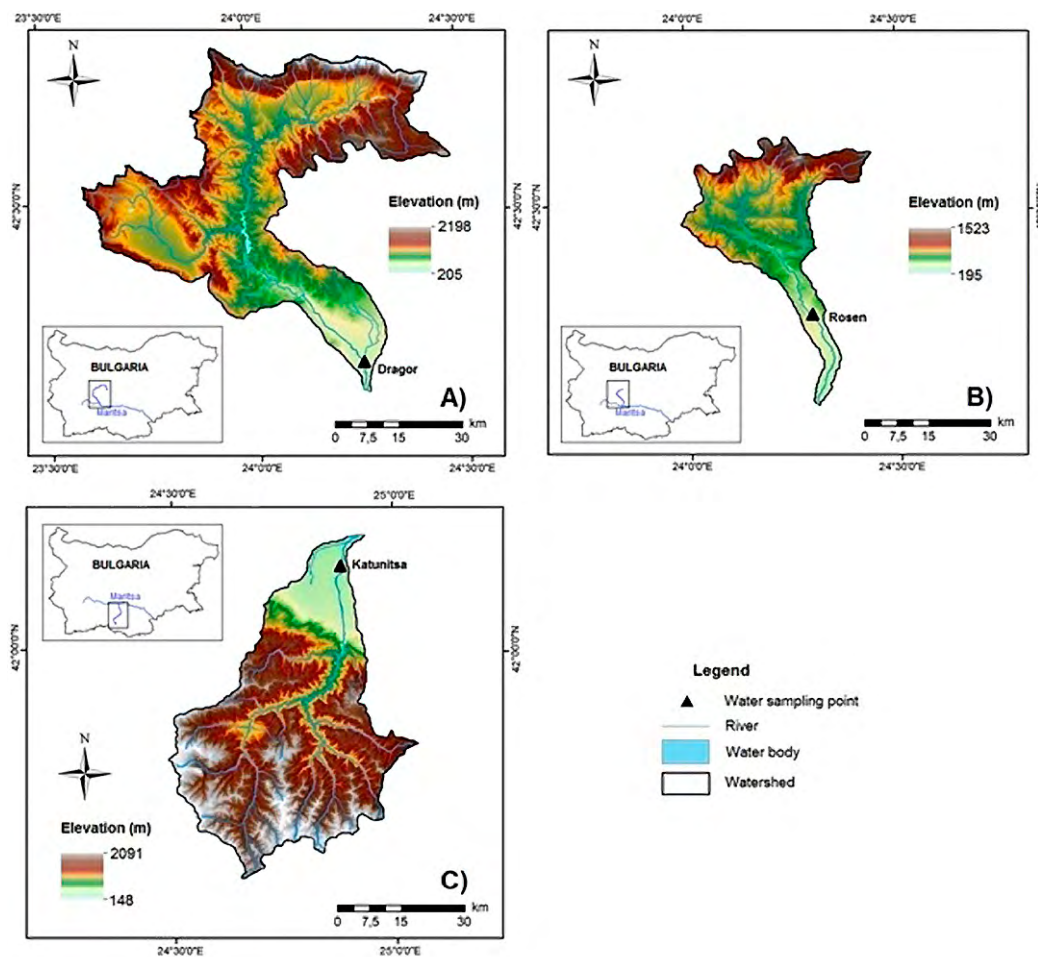 23°30'0"E 24°0'0"E 24°30'0"E
N
42°30'0"N
Elevation (m)
2198
205
BULGARIA
Maritsa
Dragor
A)
km
0 7,5 15 30
23°30'0"E 24°0'0"E 24°30'0"E
24°0'0"E 24°30'0"E
N
42°30'0"N
Elevation (m)
1523
195
Rosen
BULGARIA
Maritsa
B)
km
0 7,5 15 30
24°0'0"E 24°30'0"E
24°30'0"E 25°0'0"E
BULGARIA
Maritsa
Katunitsa
42°00'0"N
42°00'0"N
N
Elevation (m)
2091
148
C)
km
0 7,5 15 30
24°30'0"E 25°0'0"E
Legend
Water sampling point
River
Water body
Watershed